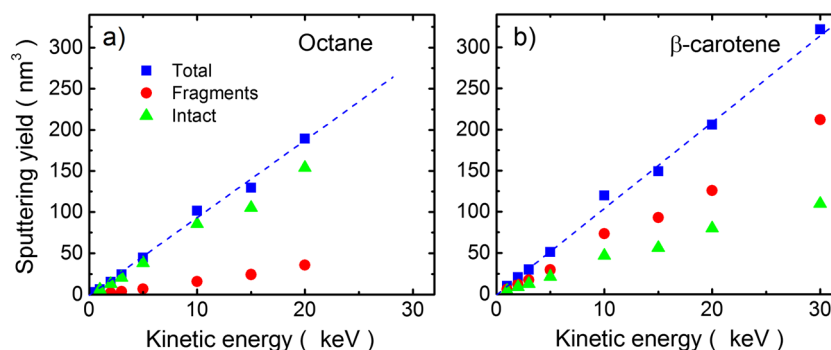 a)
Octane
Total
Fragments
Intact
Sputtering yield ( nm³ )
300
250
200
150
100
50
0
0 10 20 30
Kinetic energy ( keV )
b)
β-carotene
300
250
200
150
100
50
0
0 10 20 30
Kinetic energy ( keV )